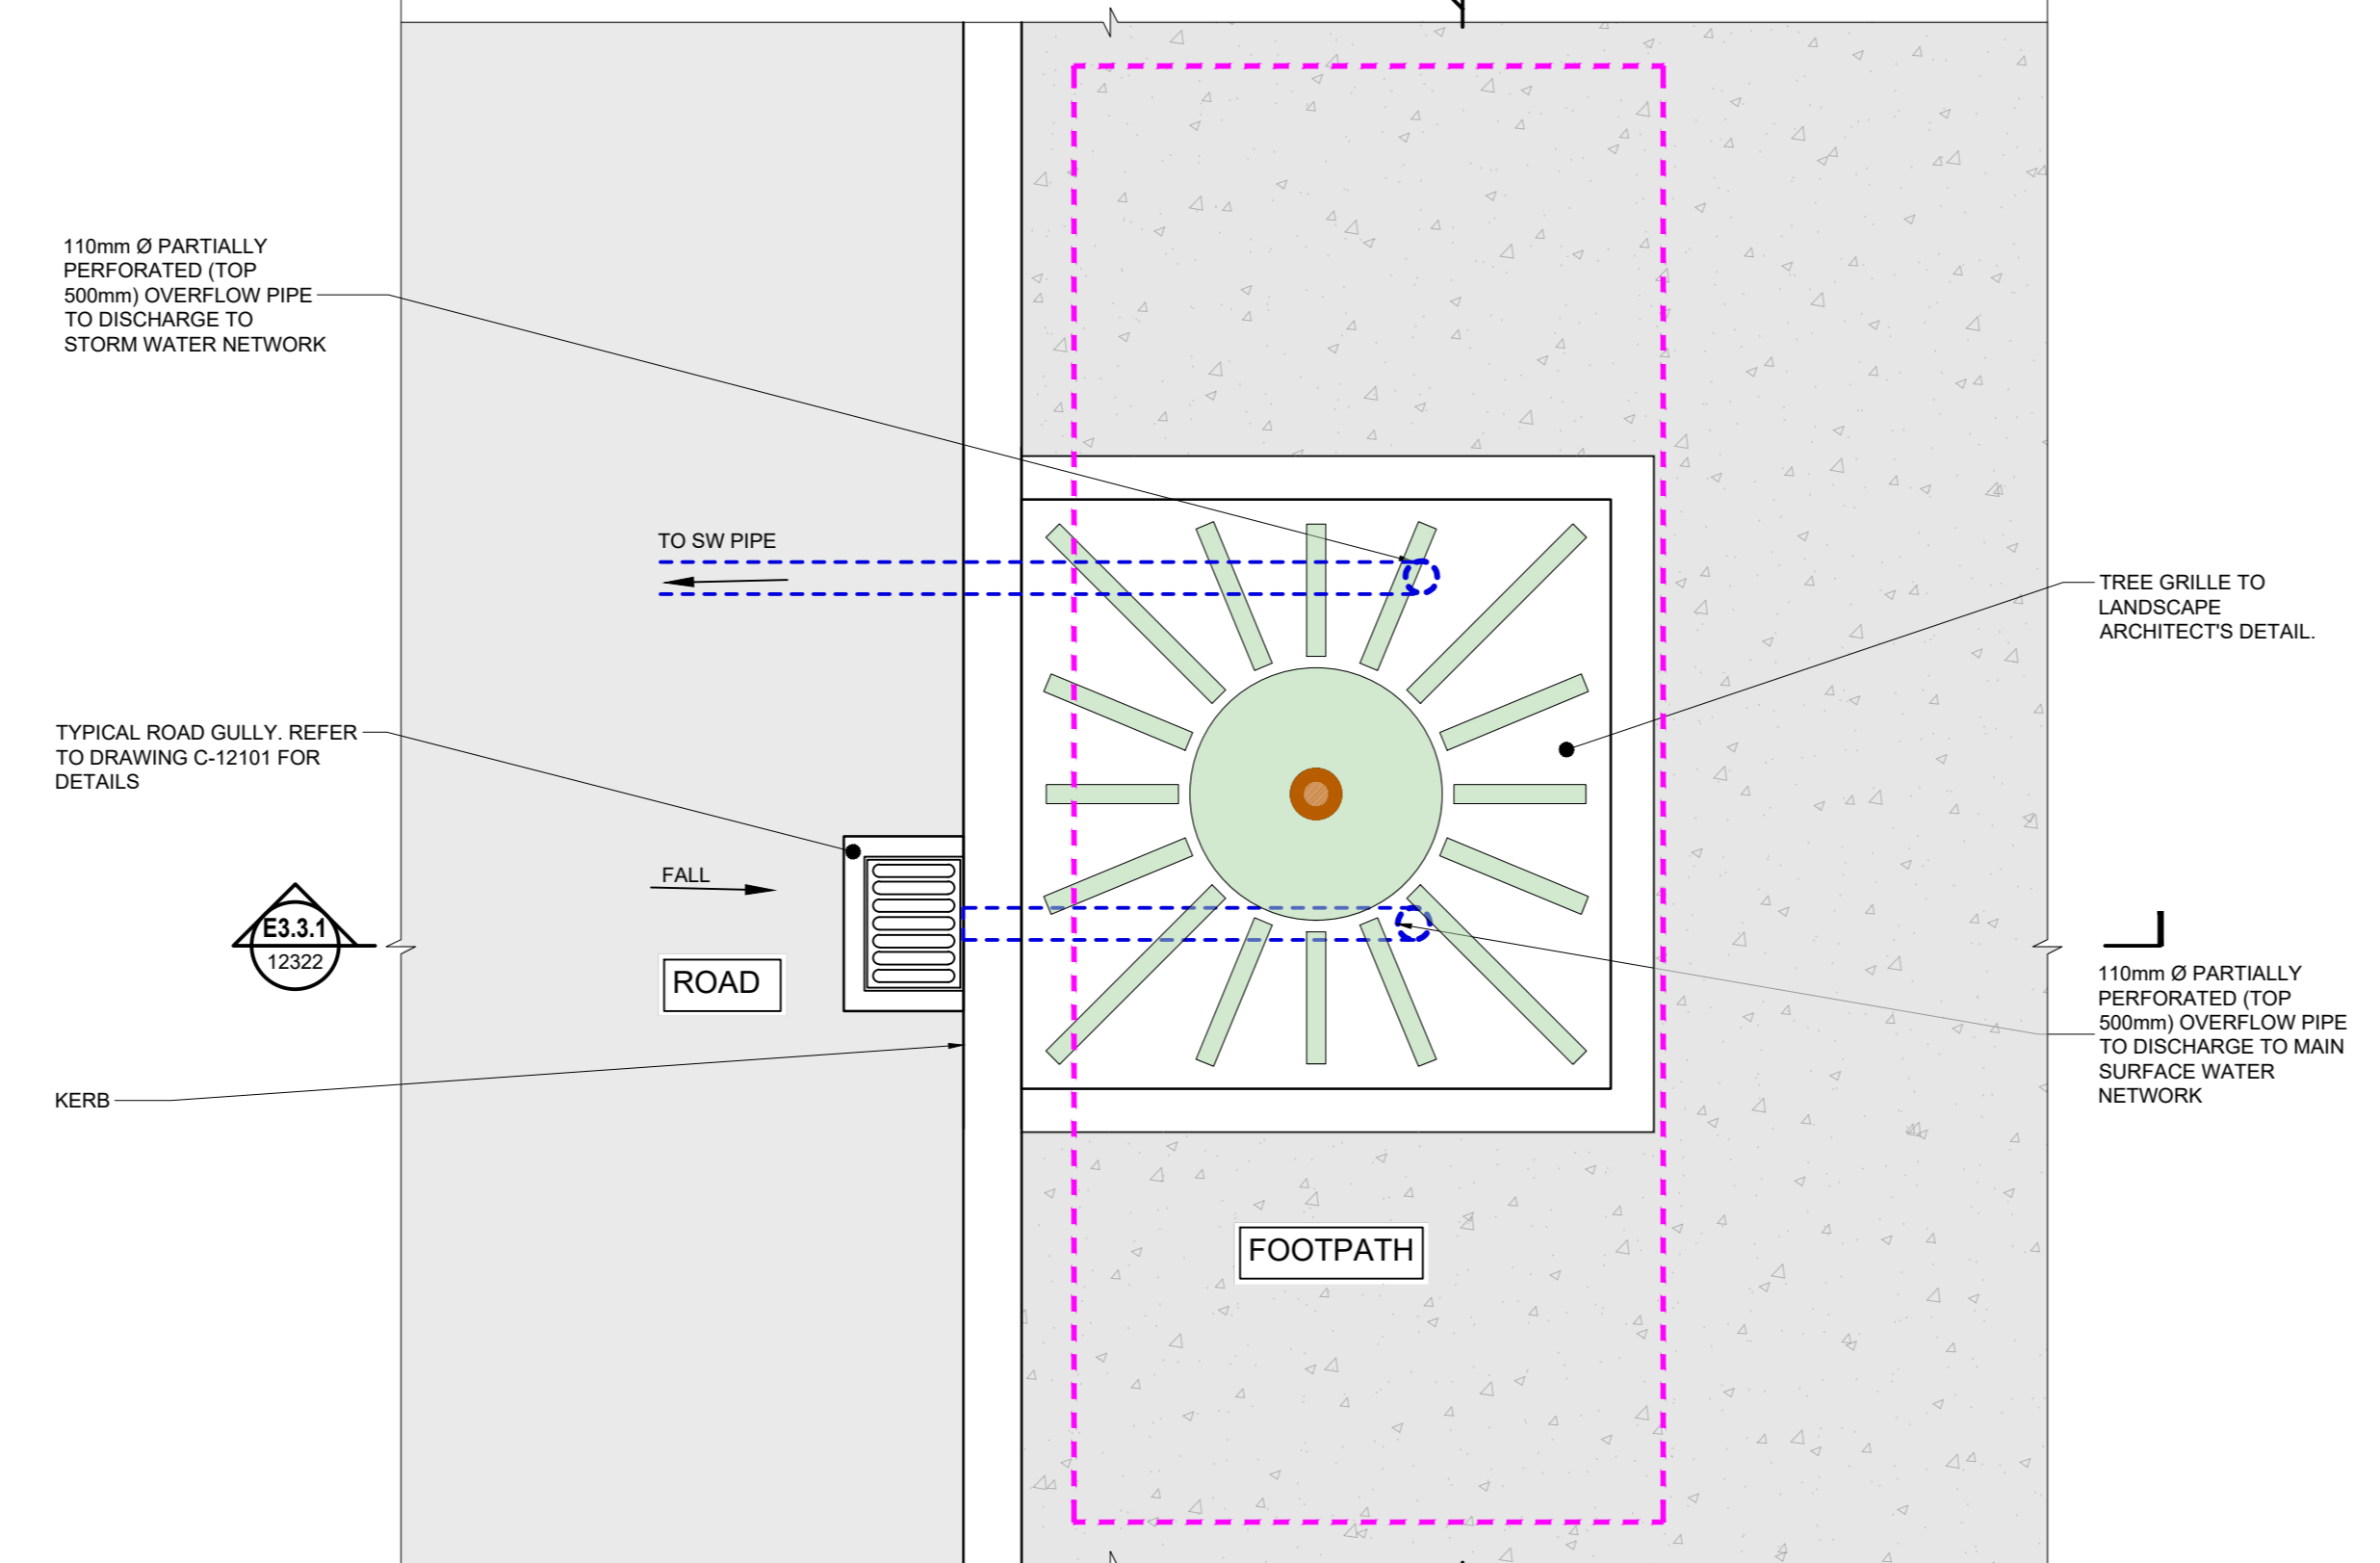 110mm Ø PARTIALLY
PERFORATED (TOP
500mm) OVERFLOW PIPE
TO DISCHARGE TO
STORM WATER NETWORK
TO SW PIPE
TREE GRILLE TO
LANDSCAPE
ARCHITECT'S DETAIL.
TYPICAL ROAD GULLY. REFER
TO DRAWING C-12101 FOR
DETAILS
FALL
E3.3.1
12322
ROAD
110mm Ø PARTIALLY
PERFORATED (TOP
500mm) OVERFLOW PIPE
TO DISCHARGE TO MAIN
SURFACE WATER
NETWORK
KERB
FOOTPATH